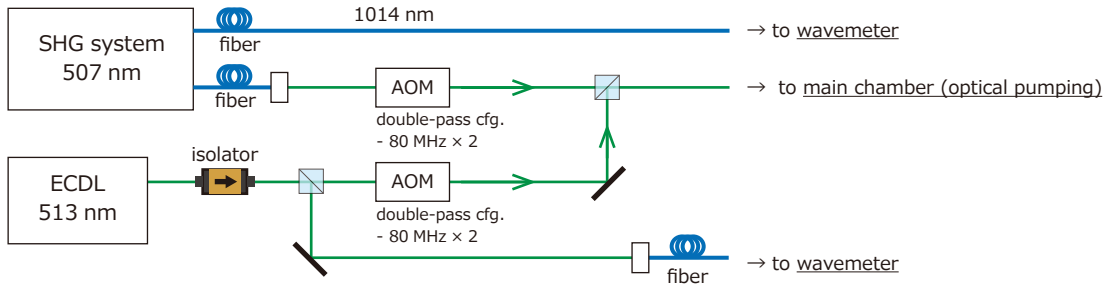 1014 nm
→ to wavemeter
SHG system
507 nm
fiber
fiber
AOM
→ to main chamber (optical pumping)
double-pass cfg.
- 80 MHz × 2
isolator
ECDL
513 nm
AOM
double-pass cfg.
- 80 MHz × 2
fiber
→ to wavemeter